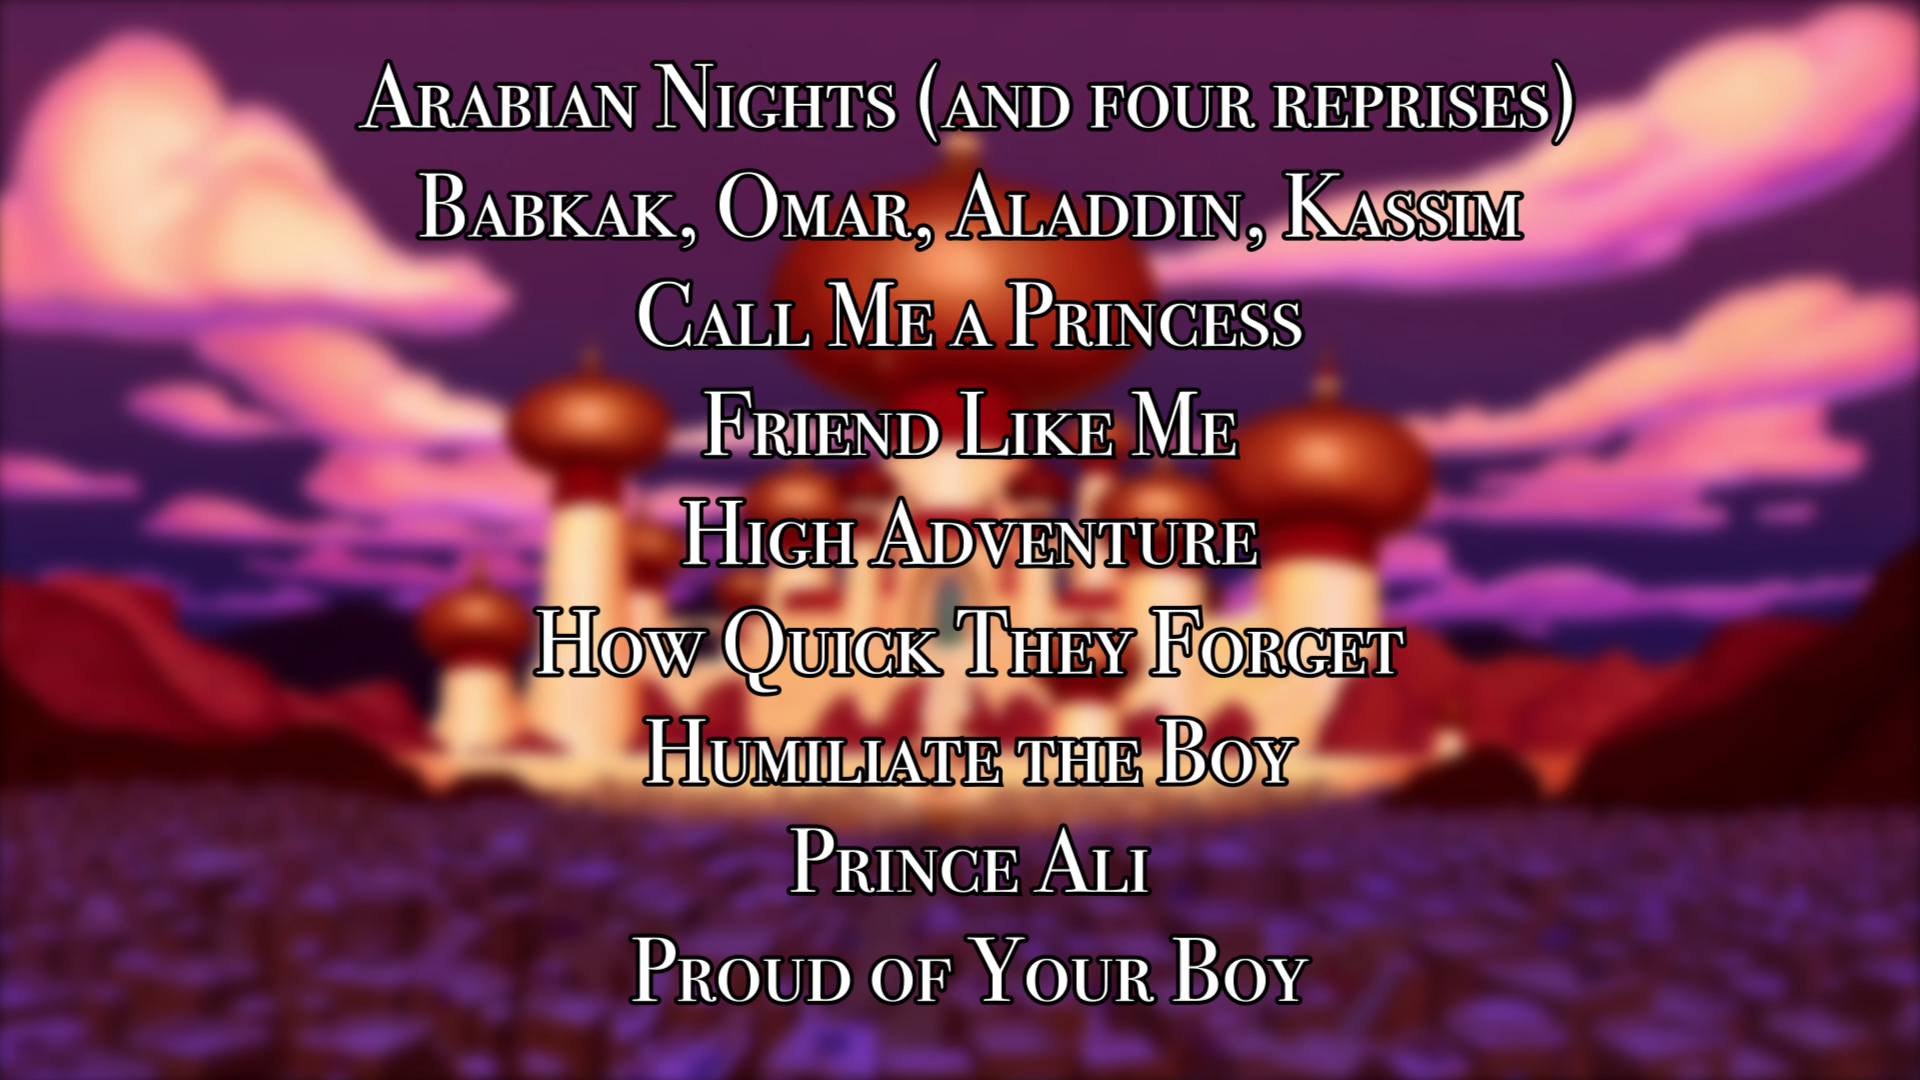 Arabian Nights (and four reprises)
Babkak, Omar, Aladdin, Kassim
Call Me a Princess
Friend Like Me
High Adventure
How Quick They Forget
Humiliate the Boy
Prince Ali
Proud of Your Boy